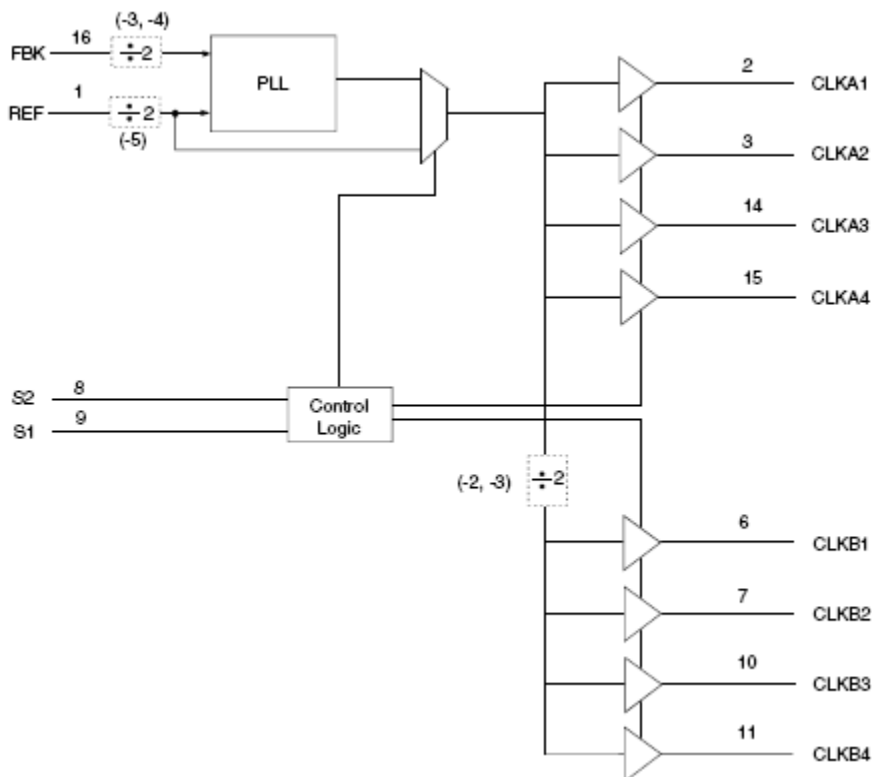 (-3, -4)
FBK 16 ÷2
PLL
REF 1 ÷2
(-5)
2 CLKA1
3 CLKA2
14 CLKA3
15 CLKA4
S2 8
S1 9
Control
Logic
(-2, -3) ÷2
6 CLKB1
7 CLKB2
10 CLKB3
11 CLKB4